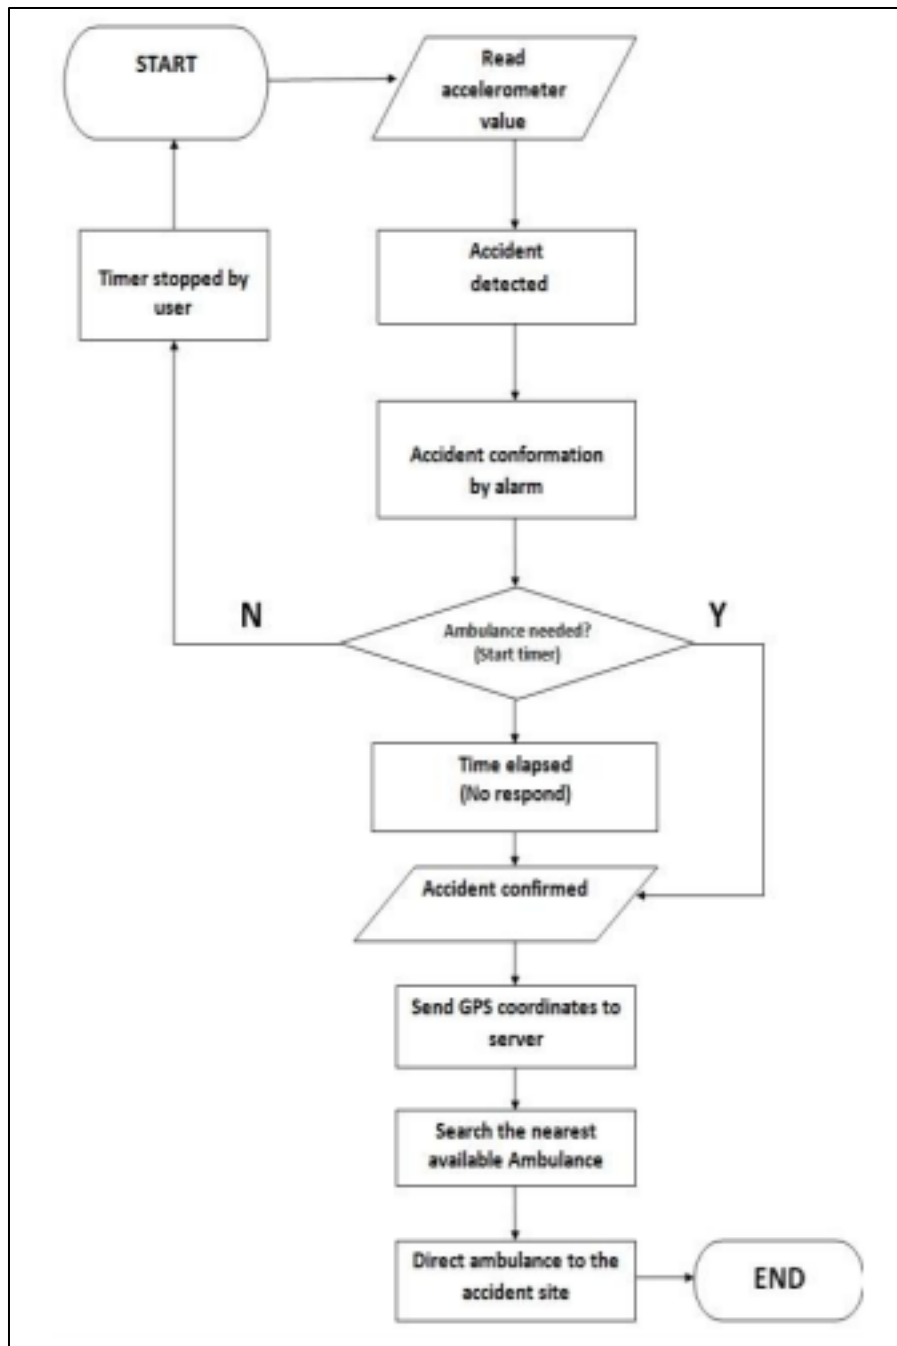 START
Read
accelerometer
value
Timer stopped by
user
Accident
detected
Accident conformation
by alarm
N
Y
Ambulance needed?
(Start timer)
Time elapsed
(No respond)
Accident confirmed
Send GPS coordinates to
server
Search the nearest
available Ambulance
Direct ambulance to the
accident site
END